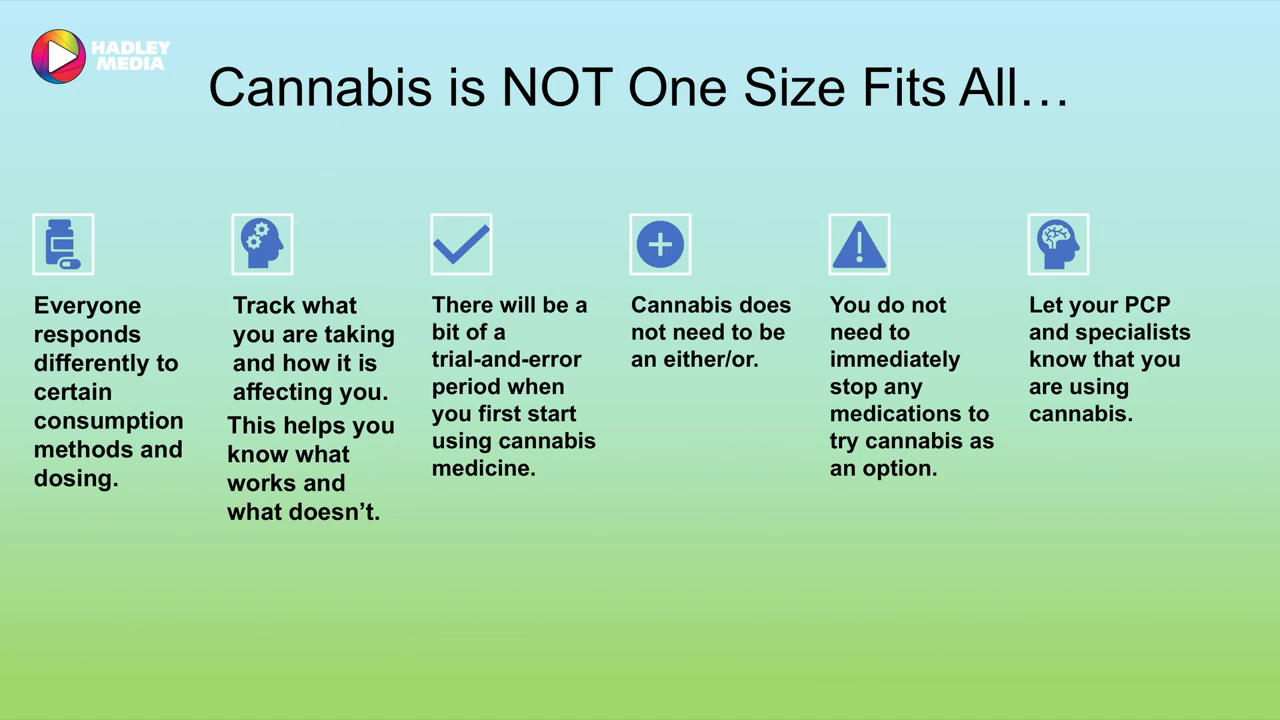 HADLEY
MEDIA
Cannabis is NOT One Size Fits All…
Everyone
responds
differently to
certain
consumption
methods and
dosing.
Track what
you are taking
and how it is
affecting you.
This helps you
know what
works and
what doesn’t.
There will be a
bit of a
trial-and-error
period when
you first start
using cannabis
medicine.
Cannabis does
not need to be
an either/or.
You do not
need to
immediately
stop any
medications to
try cannabis as
an option.
Let your PCP
and specialists
know that you
are using
cannabis.